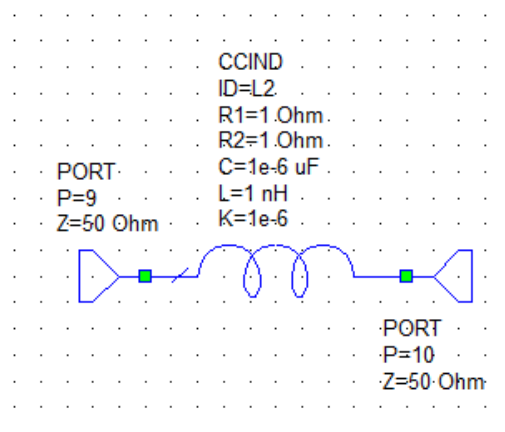 CCIND
ID=L2
R1=1 Ohm
R2=1 Ohm
C=1e-6 uF
L=1 nH
K=1e-6
PORT
P=9
Z=50 Ohm
PORT
P=10
Z=50 Ohm